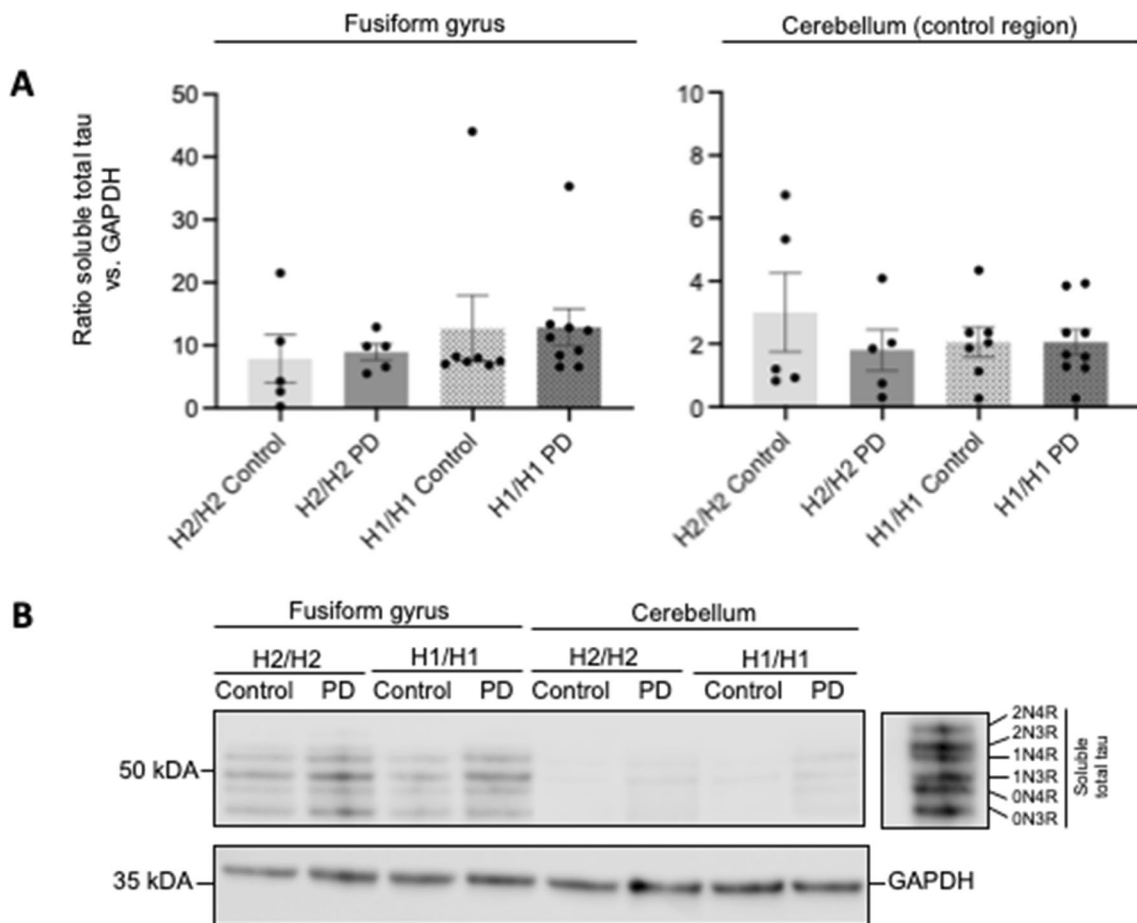 Fusiform gyrus
Cerebellum (control region)
A
Ratio soluble total tau
vs. GAPDH
50
40
30
20
10
0
H2/H2 Control
H2/H2 PD
H1/H1 Control
H1/H1 PD
10
8
6
4
2
0
H2/H2 Control
H2/H2 PD
H1/H1 Control
H1/H1 PD
B
Fusiform gyrus
Cerebellum
H2/H2
H1/H1
H2/H2
H1/H1
Control PD Control PD Control PD Control PD
50 kDA
2N4R
2N3R
1N4R
1N3R
0N4R
0N3R
Soluble
total tau
35 kDA
GAPDH